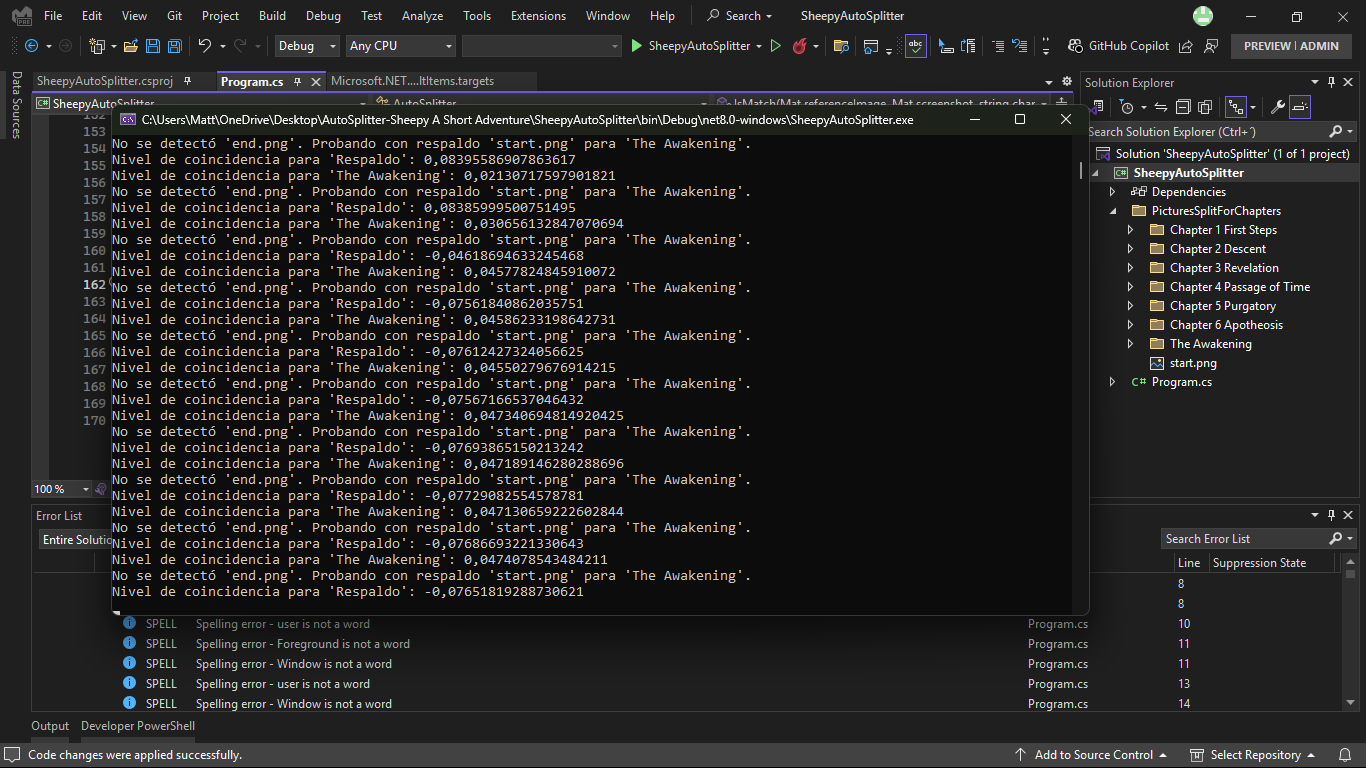 File Edit View Git Project Build Debug Test Analyze Tools Extensions Window Help Search SheepyAutoSplitter
Debug Any CPU SheepyAutoSplitter GitHub Copilot PREVIEW | ADMIN
Data Sources
SheepyAutoSplitter.csproj Program.cs Microsoft.NET....ltItems.targets
SheepyAutoSplitter AutoSplitter IsMatch(Mat referenceImage, Mat screenshot, string char
152
153
154
155
156
157
158
159
160
161
162
163
164
165
166
167
168
169
170
100 %
C:\Users\Matt\OneDrive\Desktop\AutoSplitter-Sheepy A Short Adventure\SheepyAutoSplitter\bin\Debug\net8.0-windows\SheepyAutoSplitter.exe
No se detectó 'end.png'. Probando con respaldo 'start.png' para 'The Awakening'.
Nivel de coincidencia para 'Respaldo': 0,08395586907863617
Nivel de coincidencia para 'The Awakening': 0,02130717597901821
No se detectó 'end.png'. Probando con respaldo 'start.png' para 'The Awakening'.
Nivel de coincidencia para 'Respaldo': 0,08385999500751495
Nivel de coincidencia para 'The Awakening': 0,030656132847070694
No se detectó 'end.png'. Probando con respaldo 'start.png' para 'The Awakening'.
Nivel de coincidencia para 'Respaldo': -0,04618694633245468
Nivel de coincidencia para 'The Awakening': 0,04577824845910072
No se detectó 'end.png'. Probando con respaldo 'start.png' para 'The Awakening'.
Nivel de coincidencia para 'Respaldo': -0,07561840862035751
Nivel de coincidencia para 'The Awakening': 0,04586233198642731
No se detectó 'end.png'. Probando con respaldo 'start.png' para 'The Awakening'.
Nivel de coincidencia para 'Respaldo': -0,07612427324056625
Nivel de coincidencia para 'The Awakening': 0,04550279676914215
No se detectó 'end.png'. Probando con respaldo 'start.png' para 'The Awakening'.
Nivel de coincidencia para 'Respaldo': -0,07567166537046432
Nivel de coincidencia para 'The Awakening': 0,047340694814920425
No se detectó 'end.png'. Probando con respaldo 'start.png' para 'The Awakening'.
Nivel de coincidencia para 'Respaldo': -0,07693865150213242
Nivel de coincidencia para 'The Awakening': 0,047189146280288696
No se detectó 'end.png'. Probando con respaldo 'start.png' para 'The Awakening'.
Nivel de coincidencia para 'Respaldo': -0,07729082554578781
Nivel de coincidencia para 'The Awakening': 0,047130659222602844
No se detectó 'end.png'. Probando con respaldo 'start.png' para 'The Awakening'.
Nivel de coincidencia para 'Respaldo': -0,07686693221330643
Nivel de coincidencia para 'The Awakening': 0,0474078543484211
No se detectó 'end.png'. Probando con respaldo 'start.png' para 'The Awakening'.
Nivel de coincidencia para 'Respaldo': -0,07651819288730621
Solution Explorer
Search Solution Explorer (Ctrl+´)
Solution 'SheepyAutoSplitter' (1 of 1 project)
SheepyAutoSplitter
Dependencies
PicturesSplitForChapters
Chapter 1 First Steps
Chapter 2 Descent
Chapter 3 Revelation
Chapter 4 Passage of Time
Chapter 5 Purgatory
Chapter 6 Apotheosis
The Awakening
start.png
C# Program.cs
Error List
Entire Solutio
Search Error List
Line Suppression State
8
8
SPELL Spelling error - user is not a word Program.cs 10
SPELL Spelling error - Foreground is not a word Program.cs 11
SPELL Spelling error - Window is not a word Program.cs 11
SPELL Spelling error - user is not a word Program.cs 13
SPELL Spelling error - Window is not a word Program.cs 14
Output Developer PowerShell
Code changes were applied successfully. Add to Source Control Select Repository